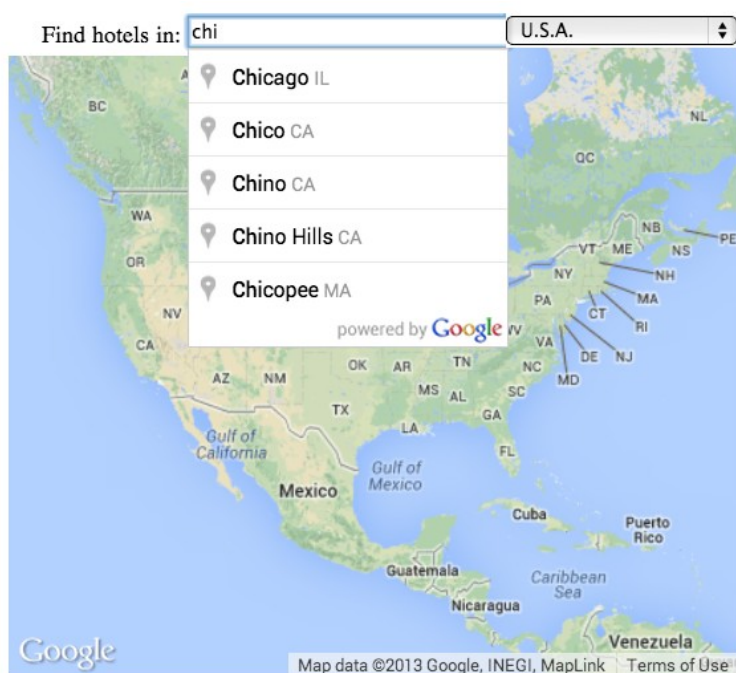 Find hotels in: chi U.S.A.
Chicago IL
Chico CA
Chino CA
Chino Hills CA
Chicopee MA
powered by Google
BC
NL
QC
WA
NB
PE
OR
VT ME
NS
NY
NH
NV
PA
MA
CT
RI
CA
VA
DE
NJ
OK AR TN NC
MD
AZ NM
MS AL SC
TX
GA
LA
FL
Gulf of
California
Gulf of
Mexico
Mexico
Cuba
Puerto
Rico
Guatemala
Caribbean
Sea
Nicaragua
Venezuela
Google
Map data ©2013 Google, INEGI, MapLink Terms of Use